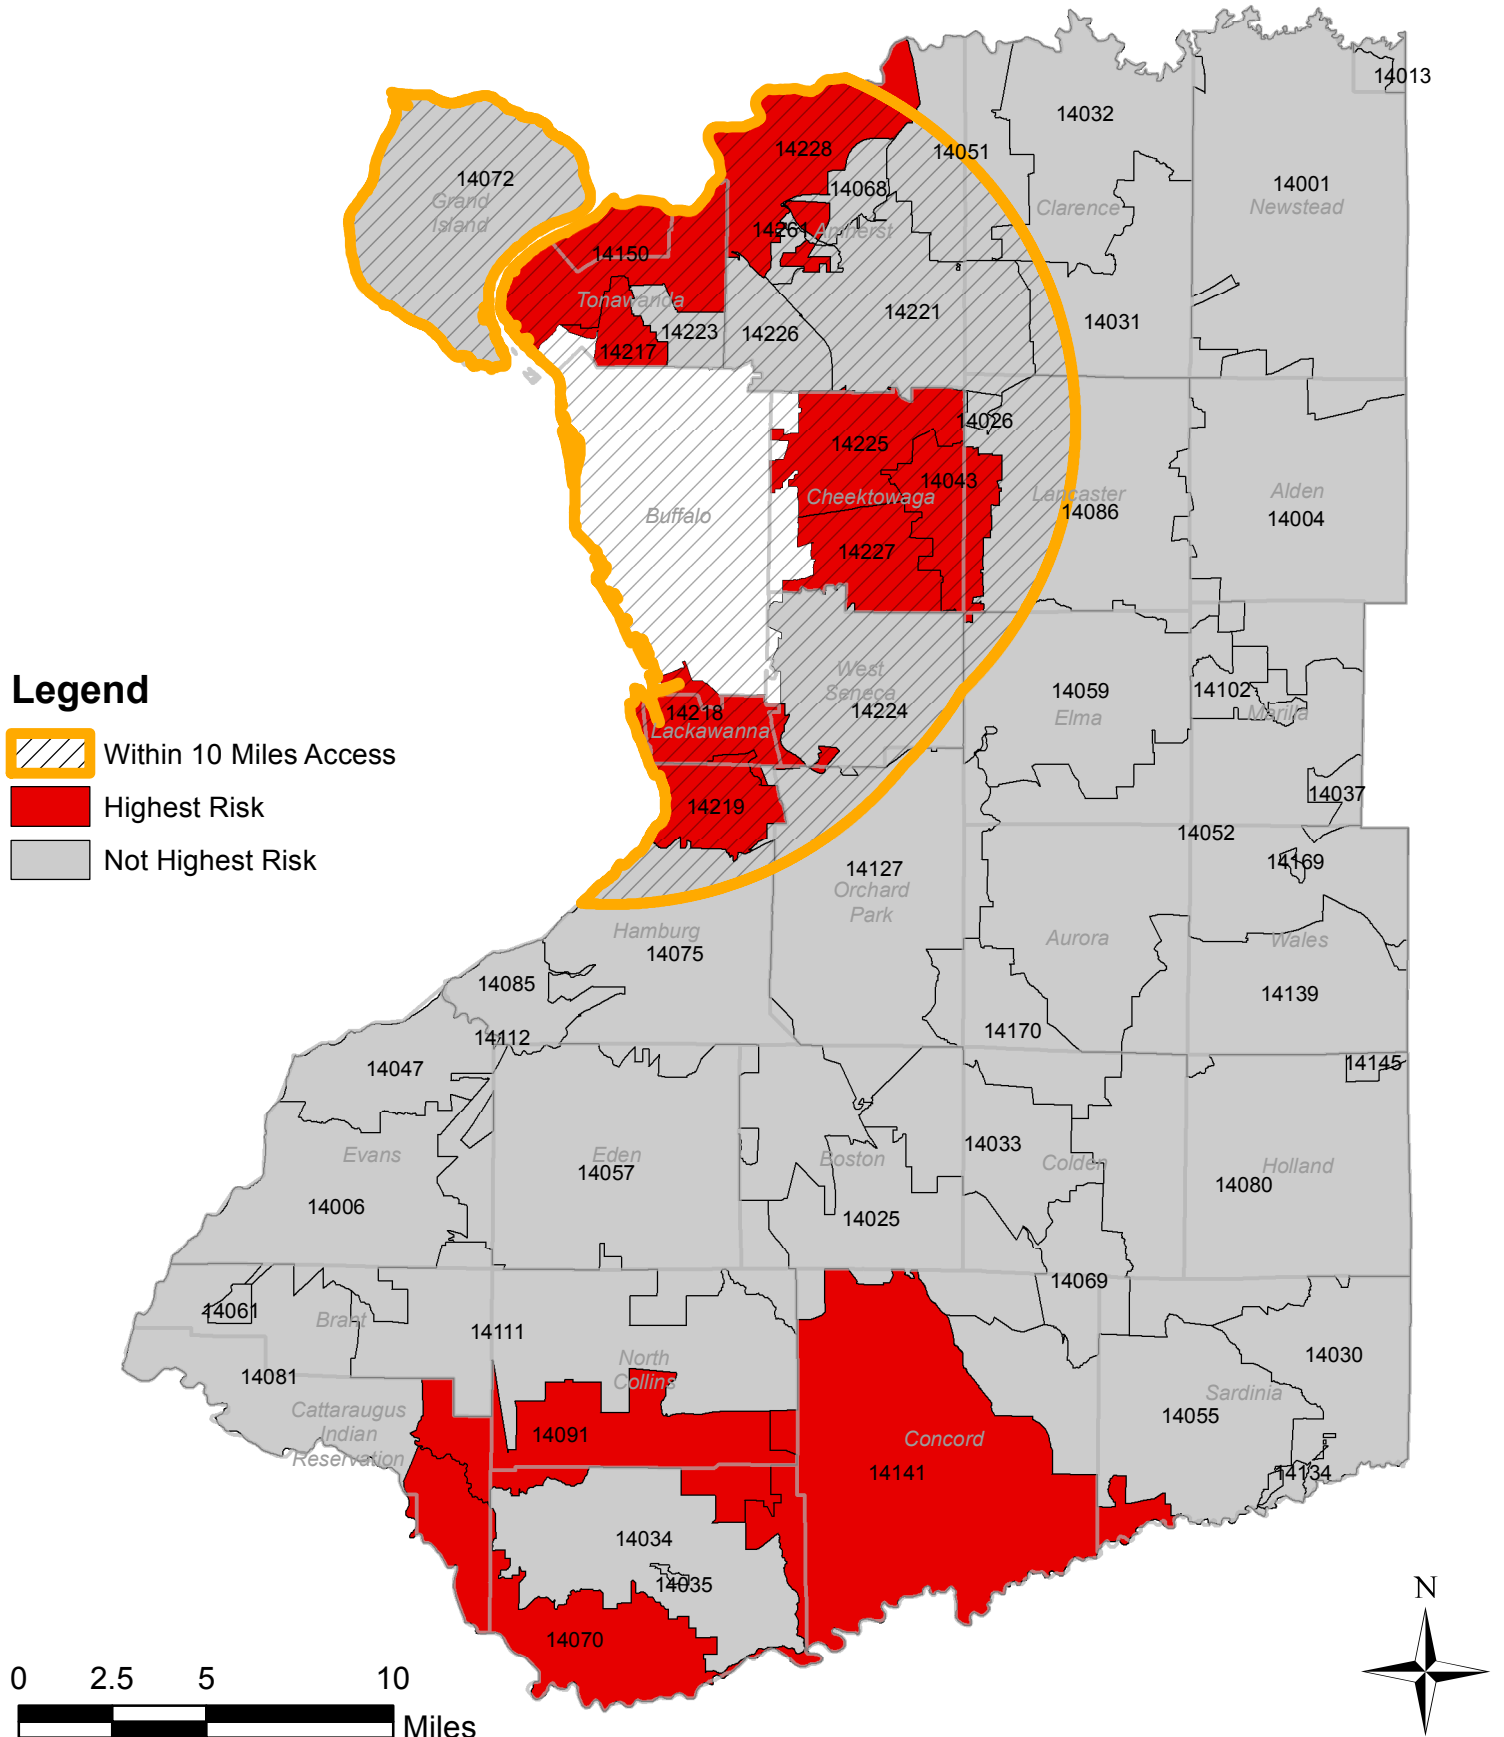 14013
14032
14228
14051
14072
Grand
Island
14068
14001
Newstead
Clarence
14261
Amherst
14150
Tonawanda
14221
14031
14223
14226
14217
14026
14225
14043
Cheektowaga
Lancaster
14086
Alden
14004
Buffalo
14227
West
Seneca
14224
14059
Elma
14102
Marilla
14218
Lackawanna
Legend
Within 10 Miles Access
Highest Risk
Not Highest Risk
14219
14037
14052
14169
14127
Orchard
Park
Hamburg
14075
Aurora
Wales
14085
14139
14112
14170
14047
14145
Evans
Eden
14057
Boston
14033
Colden
Holland
14080
14006
14025
14069
14061
Brant
14111
North
Collins
14030
14081
Sardinia
14055
Cattaraugus
Indian
Reservation
14091
Concord
14141
14134
14034
14035
14070
N
0 2.5 5 10
Miles